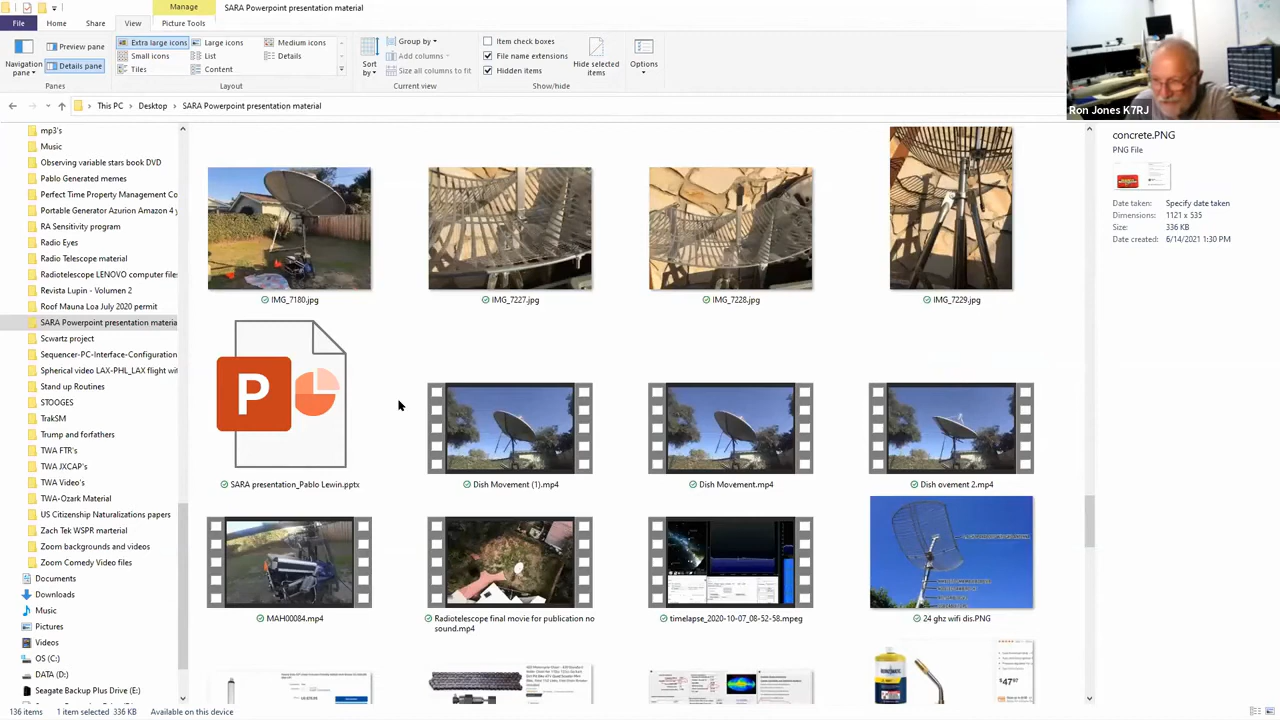 Manage
SARA Powerpoint presentation material
File
Home
Share
View
Picture Tools
Navigation pane
Preview pane
Details pane
Panes
Extra large icons
Large icons
Medium icons
Small icons
List
Details
Tiles
Content
Layout
Sort by
Group by
Add columns
Size all columns to fit
Current view
Item check boxes
File name extensions
Hidden items
Hide selected items
Show/hide
Options
Ron Jones K7RJ
This PC
Desktop
SARA Powerpoint presentation material
mp3's
Music
Observing variable stars book DVD
Pablo Generated memes
Perfect Time Property Management Co
Portable Generator Azurion Amazon 4 y
RA Sensitivity program
Radio Eyes
Radio Telescope material
Radiotelescope LENOVO computer files
Revista Lupin - Volumen 2
Roof Mauna Loa July 2020 permit
SARA Powerpoint presentation materia
Scwartz project
Sequencer-PC-Interface-Configuration
Spherical video LAX-PHL_LAX flight wit
Stand up Routines
STOOGES
TrakSM
Trump and forfathers
TWA FTR's
TWA JXCAP's
TWA Video's
TWA-Ozark Material
US Citizenship Naturalizations papers
Zach Tek WSPR marterial
Zoom backgrounds and videos
Zoom Comedy Video files
Documents
Downloads
Music
Pictures
Videos
OS (C:)
DATA (D:)
Seagate Backup Plus Drive (E:)
IMG_7180.jpg
IMG_7227.jpg
IMG_7228.jpg
IMG_7229.jpg
P
SARA presentation_Pablo Lewin.pptx
Dish Movement (1).mp4
Dish Movement.mp4
Dish ovement 2.mp4
MAH00084.mp4
Radiotelescope final movie for publication no
sound.mp4
timelapse_2020-10-07_08-52-58.mpeg
24 ghz wifi dis.PNG
$47
concrete.PNG
PNG File
Date taken: Specify date taken
Dimensions: 1121 x 535
Size: 336 KB
Date created: 6/14/2021 1:30 PM
136 items
1 item selected 336 KB
Available on this device